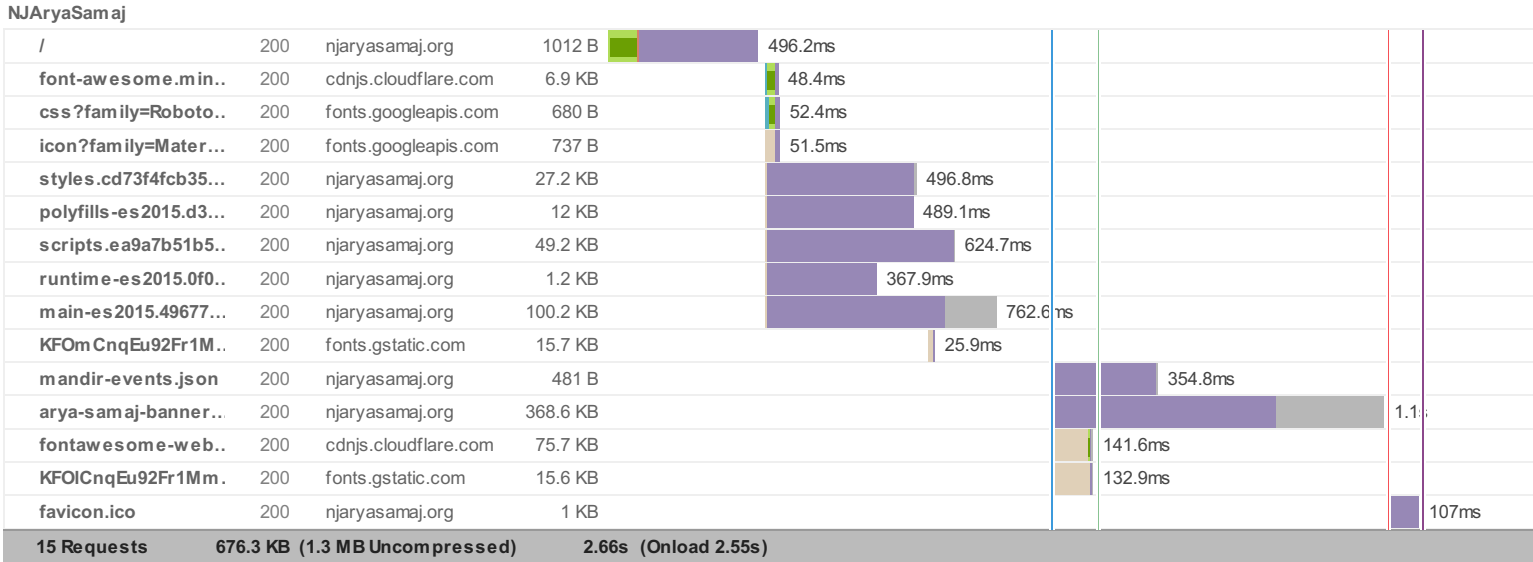 NJAryaSamaj
/ 200 njaryasamaj.org 1012 B 496.2ms
font-awesome.min.. 200 cdnjs.cloudflare.com 6.9 KB 48.4ms
css?family=Roboto.. 200 fonts.googleapis.com 680 B 52.4ms
icon?family=Mater... 200 fonts.googleapis.com 737 B 51.5ms
styles.cd73f4fcb35... 200 njaryasamaj.org 27.2 KB 496.8ms
polyfills-es2015.d3... 200 njaryasamaj.org 12 KB 489.1ms
scripts.ea9a7b51b5.. 200 njaryasamaj.org 49.2 KB 624.7ms
runtime-es2015.0f0.. 200 njaryasamaj.org 1.2 KB 367.9ms
main-es2015.49677... 200 njaryasamaj.org 100.2 KB 762.6ms
KFOmCnqEu92Fr1M.. 200 fonts.gstatic.com 15.7 KB 25.9ms
mandir-events.json 200 njaryasamaj.org 481 B 354.8ms
arya-samaj-banner... 200 njaryasamaj.org 368.6 KB 1.1s
fontawesome-web.. 200 cdnjs.cloudflare.com 75.7 KB 141.6ms
KFOlCnqEu92Fr1Mm. 200 fonts.gstatic.com 15.6 KB 132.9ms
favicon.ico 200 njaryasamaj.org 1 KB 107ms
15 Requests 676.3 KB (1.3 MB Uncompressed) 2.66s (Onload 2.55s)